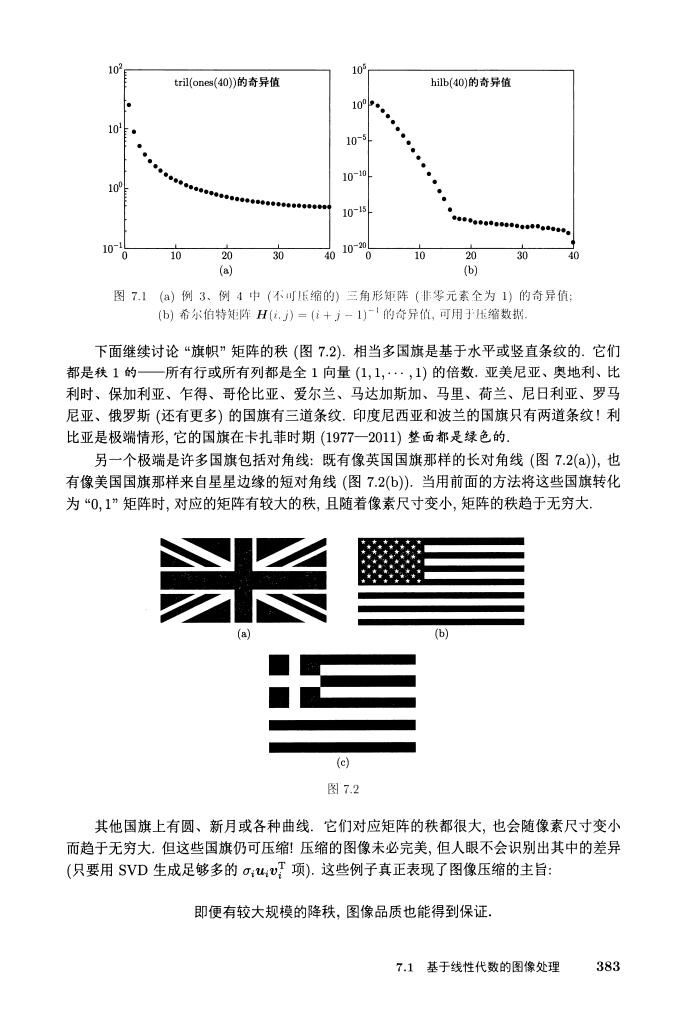 10²
10¹
10⁰
10⁻¹
tril(ones(40))的奇异值
0 10 20 30 40
(a)
10⁵
10⁰
10⁻⁵
10⁻¹⁰
10⁻¹⁵
10⁻²⁰
hilb(40)的奇异值
0 10 20 30 40
(b)
图 7.1 (a) 例 3、例 4 中 (不可压缩的) 三角形矩阵 (非零元素全为 1) 的奇异值;
(b) 希尔伯特矩阵 H(i, j) = (i + j − 1)⁻¹ 的奇异值, 可用于压缩数据.
下面继续讨论 “旗帜” 矩阵的秩 (图 7.2). 相当多国旗是基于水平或竖直条纹的. 它们
都是秩 1 的——所有行或所有列都是全 1 向量 (1, 1, ⋯ , 1) 的倍数. 亚美尼亚、奥地利、比
利时、保加利亚、乍得、哥伦比亚、爱尔兰、马达加斯加、马里、荷兰、尼日利亚、罗马
尼亚、俄罗斯 (还有更多) 的国旗有三道条纹. 印度尼西亚和波兰的国旗只有两道条纹! 利
比亚是极端情形, 它的国旗在卡扎菲时期 (1977—2011) 整面都是绿色的.
另一个极端是许多国旗包括对角线: 既有像英国国旗那样的长对角线 (图 7.2(a)), 也
有像美国国旗那样来自星星边缘的短对角线 (图 7.2(b)). 当用前面的方法将这些国旗转化
为 “0, 1” 矩阵时, 对应的矩阵有较大的秩, 且随着像素尺寸变小, 矩阵的秩趋于无穷大.
(a)
(b)
(c)
图 7.2
其他国旗上有圆、新月或各种曲线. 它们对应矩阵的秩都很大, 也会随像素尺寸变小
而趋于无穷大. 但这些国旗仍可压缩! 压缩的图像未必完美, 但人眼不会识别出其中的差异
(只要用 SVD 生成足够多的 σᵢuᵢvᵢᵀ 项). 这些例子真正表现了图像压缩的主旨:
即便有较大规模的降秩, 图像品质也能得到保证.
7.1 基于线性代数的图像处理 383